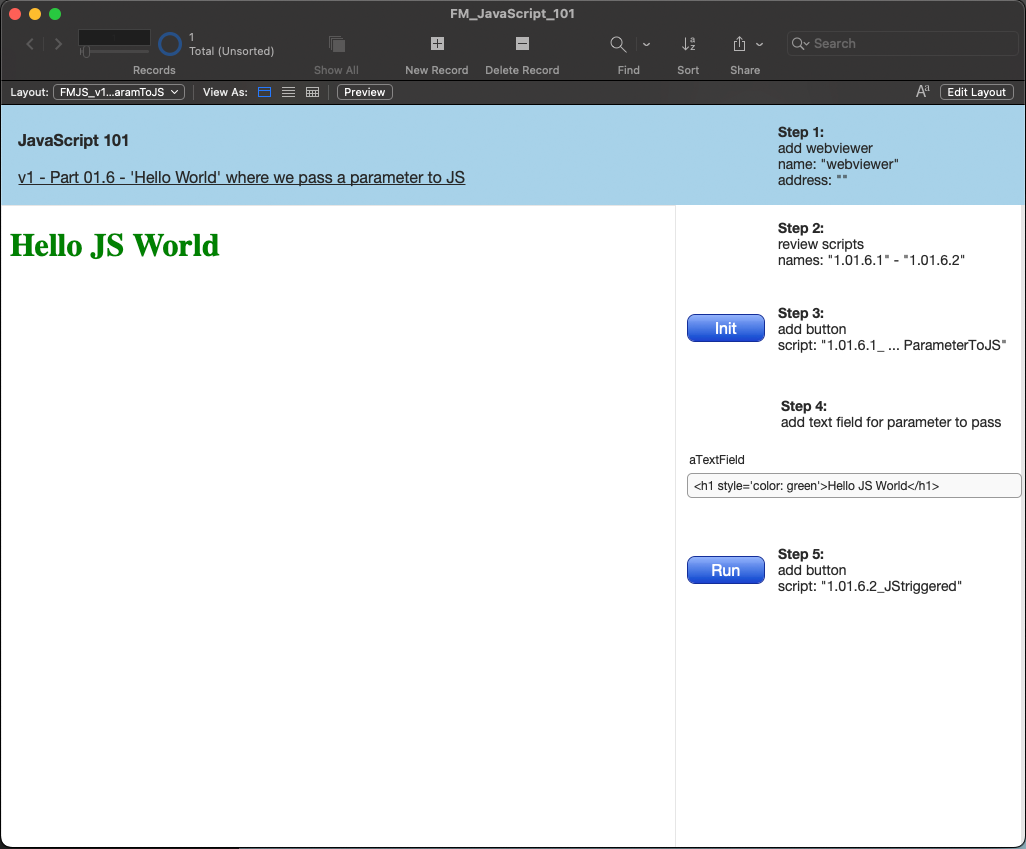 FM_JavaScript_101
1
Total (Unsorted)
Records
Show All
New Record
Delete Record
Find
Sort
Share
Search
Layout:
FMJS_v1...aramToJS
View As:
Preview
Aa
Edit Layout
JavaScript 101
v1 - Part 01.6 - 'Hello World' where we pass a parameter to JS
Step 1:
add webviewer
name: "webviewer"
address: ""
Hello JS World
Step 2:
review scripts
names: "1.01.6.1" - "1.01.6.2"
Init
Step 3:
add button
script: "1.01.6.1_ ... ParameterToJS"
Step 4:
add text field for parameter to pass
aTextField
<h1 style='color: green'>Hello JS World</h1>
Run
Step 5:
add button
script: "1.01.6.2_JStriggered"